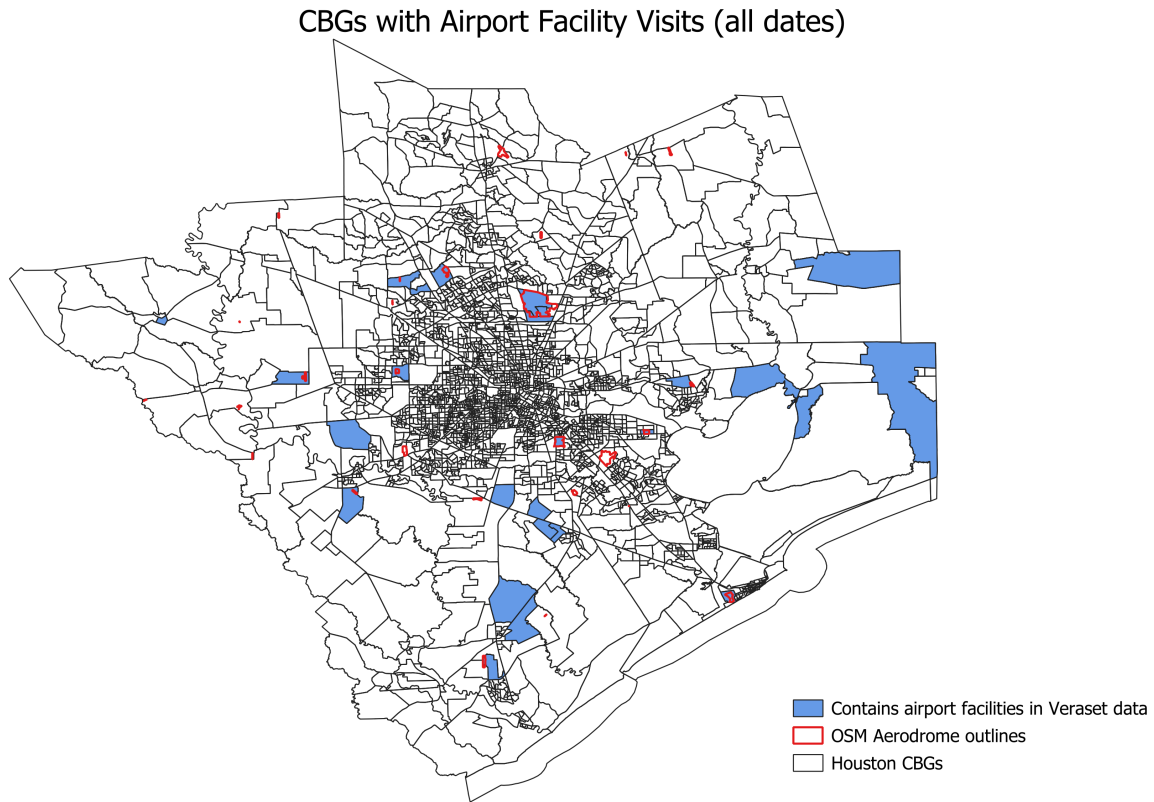 CBGs with Airport Facility Visits (all dates)
Contains airport facilities in Veraset data
OSM Aerodrome outlines
Houston CBGs